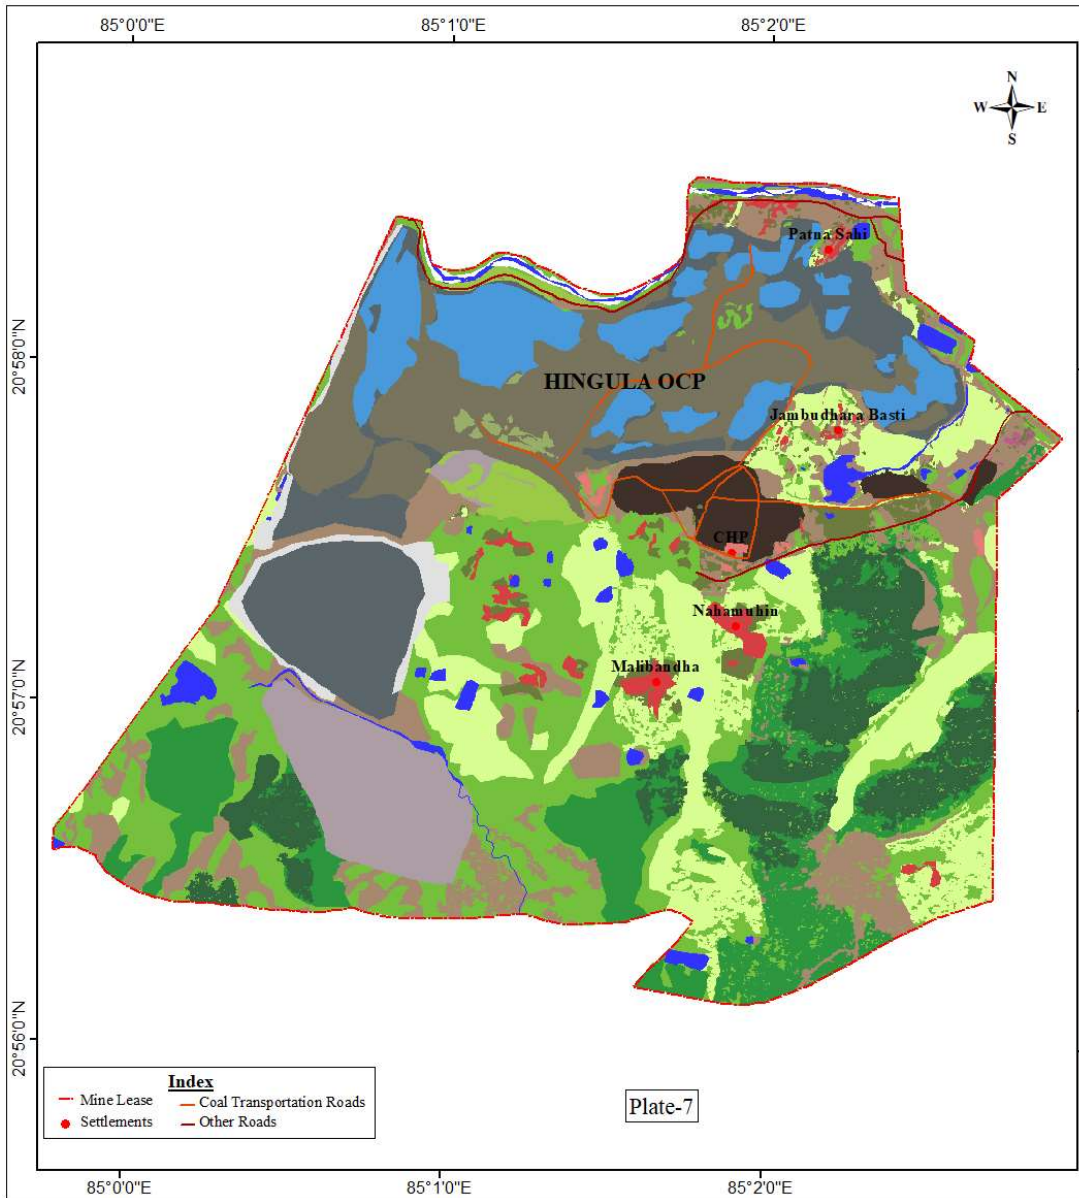 85°0'0"E 85°1'0"E 85°2'0"E
N
W E
S
Patna Sahi
20°58'0"N
HINGULA OCP
Jambudhara Basti
CHP
Nahamuhin
Malibandha
20°57'0"N
20°56'0"N
Index
Mine Lease Coal Transportation Roads
Settlements Other Roads
Plate-7
85°0'0"E 85°1'0"E 85°2'0"E